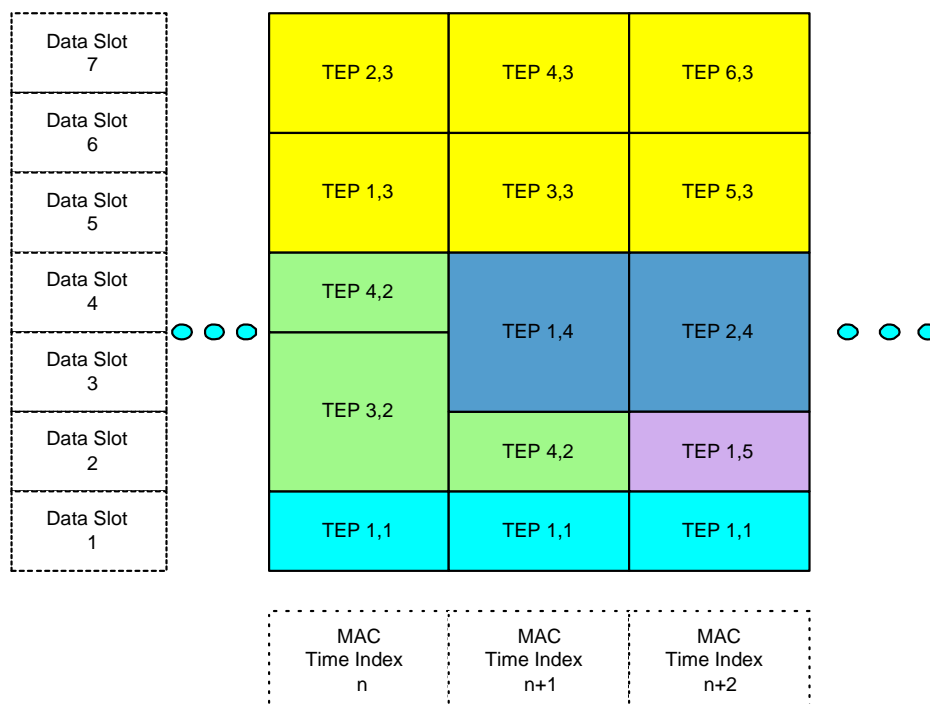 Data Slot
7
TEP 2,3
TEP 4,3
TEP 6,3
Data Slot
6
Data Slot
5
TEP 1,3
TEP 3,3
TEP 5,3
Data Slot
4
TEP 4,2
TEP 1,4
TEP 2,4
Data Slot
3
TEP 3,2
Data Slot
2
TEP 4,2
TEP 1,5
Data Slot
1
TEP 1,1
TEP 1,1
TEP 1,1
MAC
Time Index
n
MAC
Time Index
n+1
MAC
Time Index
n+2